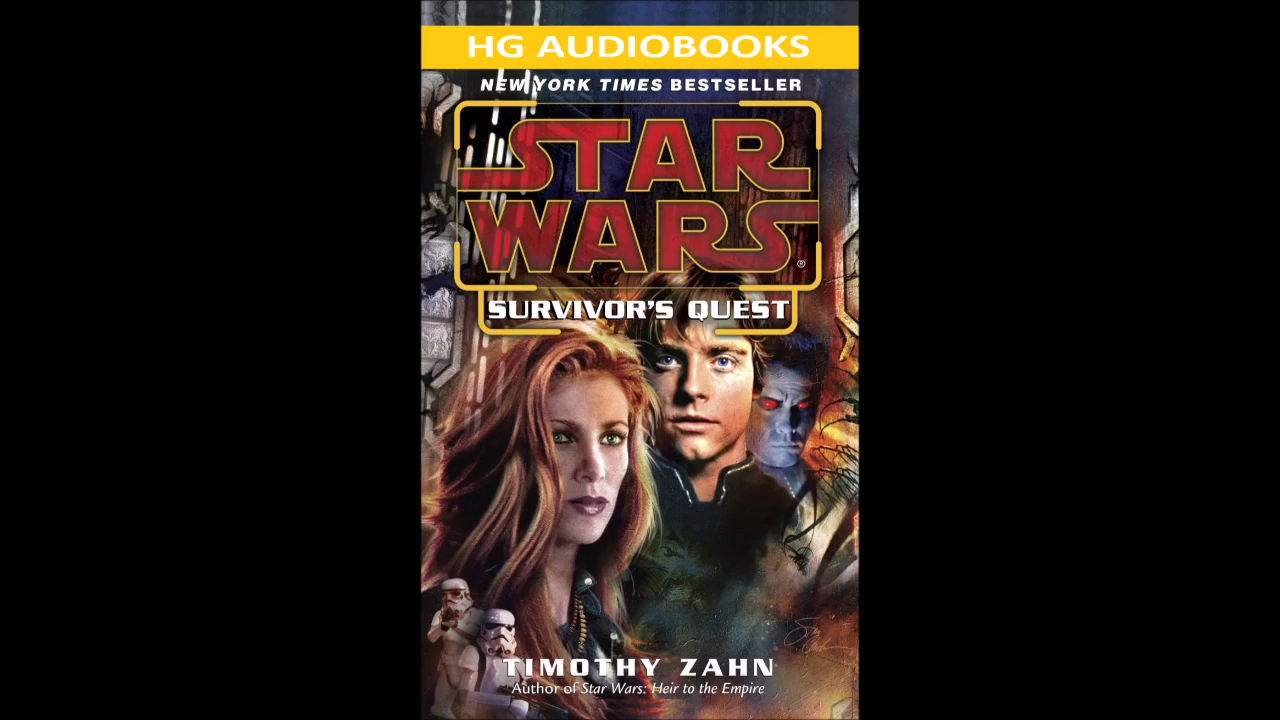 HG AUDIOBOOKS
NEW YORK TIMES BESTSELLER
STAR
WARS®
SURVIVOR'S QUEST
TIMOTHY ZAHN
Author of Star Wars: Heir to the Empire